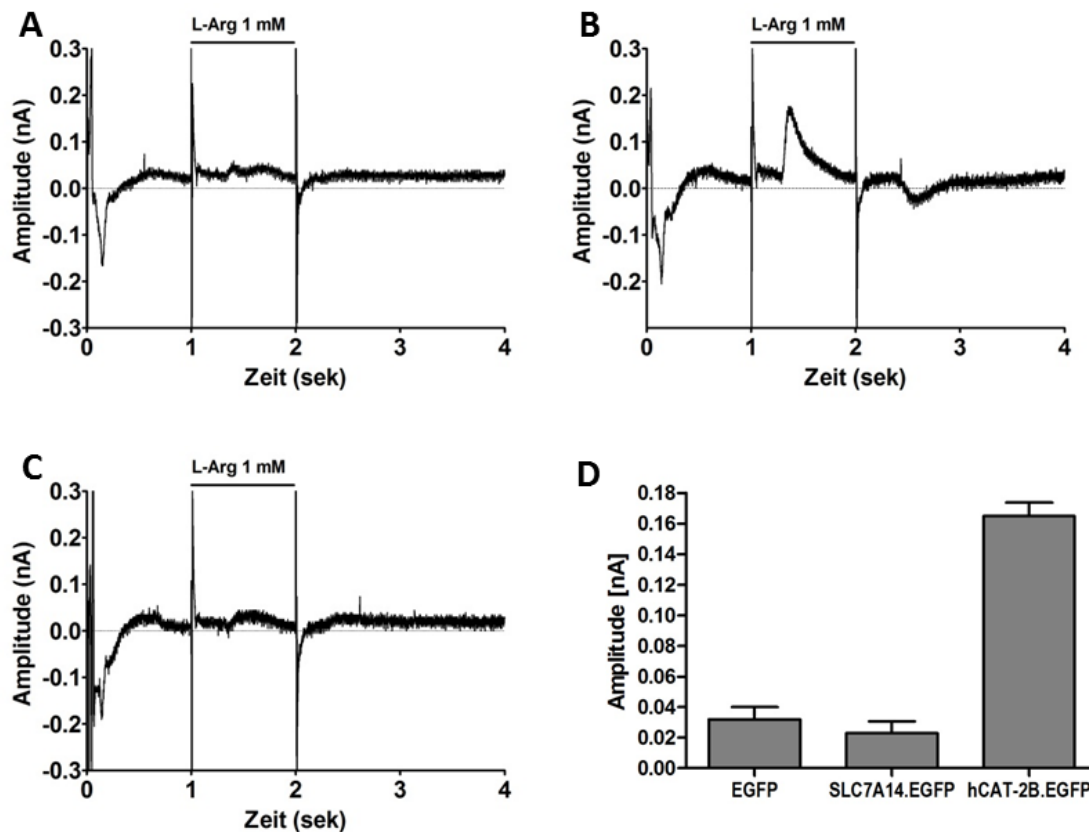 A
L-Arg 1 mM
0.3
0.2
0.1
0.0
-0.1
-0.2
-0.3
Amplitude (nA)
0 1 2 3 4
Zeit (sek)
B
L-Arg 1 mM
0.3
0.2
0.1
0.0
-0.1
-0.2
-0.3
Amplitude (nA)
0 1 2 3 4
Zeit (sek)
C
L-Arg 1 mM
0.3
0.2
0.1
0.0
-0.1
-0.2
-0.3
Amplitude (nA)
0 1 2 3 4
Zeit (sek)
D
0.18
0.16
0.14
0.12
0.10
0.08
0.06
0.04
0.02
0.00
Amplitude [nA]
EGFP SLC7A14.EGFP hCAT-2B.EGFP